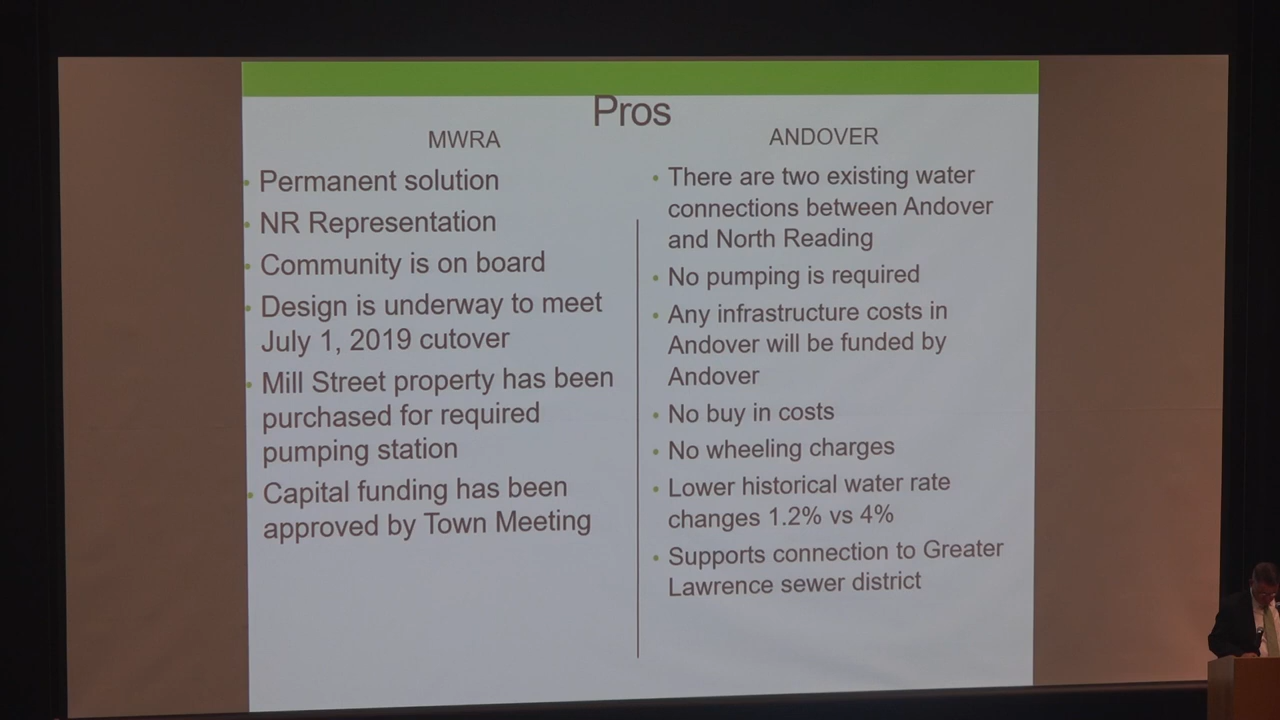 Pros
MWRA
Permanent solution
NR Representation
Community is on board
Design is underway to meet
July 1, 2019 cutover
Mill Street property has been
purchased for required
pumping station
Capital funding has been
approved by Town Meeting
ANDOVER
There are two existing water
connections between Andover
and North Reading
No pumping is required
Any infrastructure costs in
Andover will be funded by
Andover
No buy in costs
No wheeling charges
Lower historical water rate
changes 1.2% vs 4%
Supports connection to Greater
Lawrence sewer district